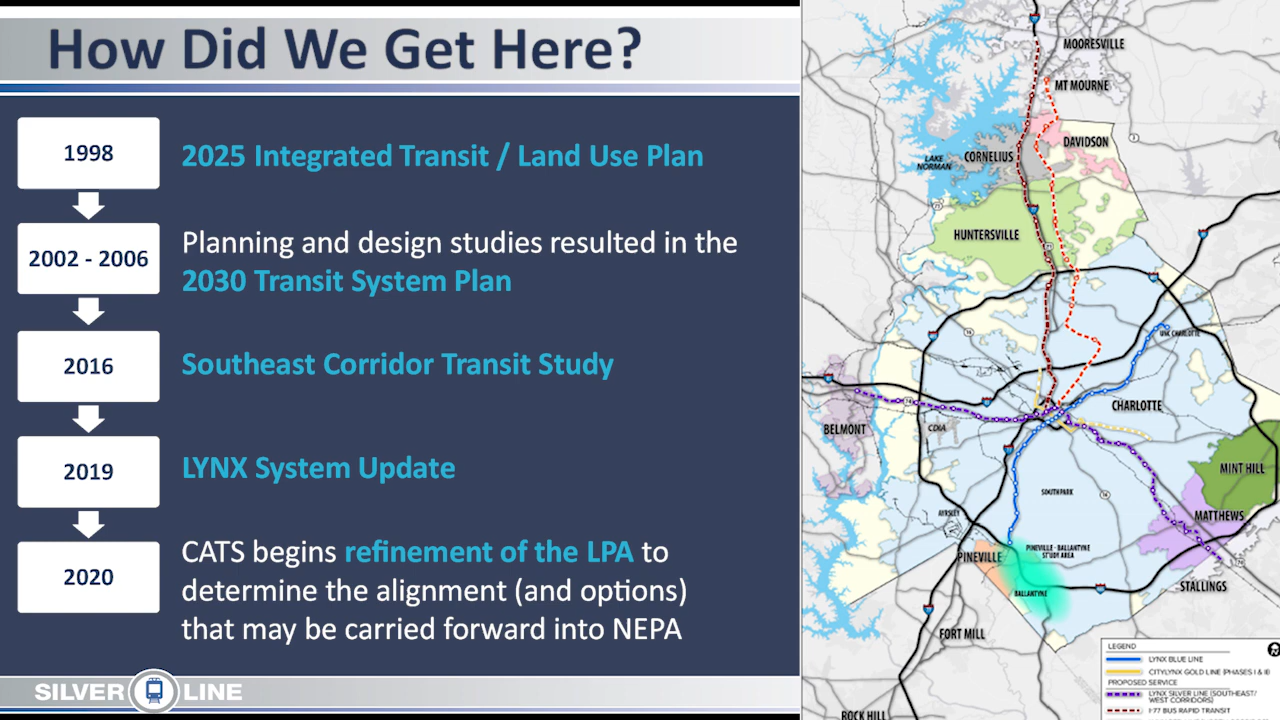 How Did We Get Here?
1998
2025 Integrated Transit / Land Use Plan
2002 - 2006
Planning and design studies resulted in the
2030 Transit System Plan
2016
Southeast Corridor Transit Study
2019
LYNX System Update
2020
CATS begins refinement of the LPA to
determine the alignment (and options)
that may be carried forward into NEPA
SILVER LINE
MOORESVILLE
MT MOURNE
DAVIDSON
CORNELIUS
LAKE
NORMAN
HUNTERSVILLE
UNC CHARLOTTE
CHARLOTTE
BELMONT
CDIA
MINT HILL
SOUTHPARK
MATTHEWS
AYRSLEY
PINEVILLE
PINEVILLE - BALLANTYNE
STUDY AREA
BALLANTYNE
STALLINGS
FORT MILL
ROCK HILL
LEGEND
LYNX BLUE LINE
CITYLYNX GOLD LINE (PHASES I & II)
PROPOSED SERVICE
LYNX SILVER LINE (SOUTHEAST/
WEST CORRIDORS)
I-77 BUS RAPID TRANSIT